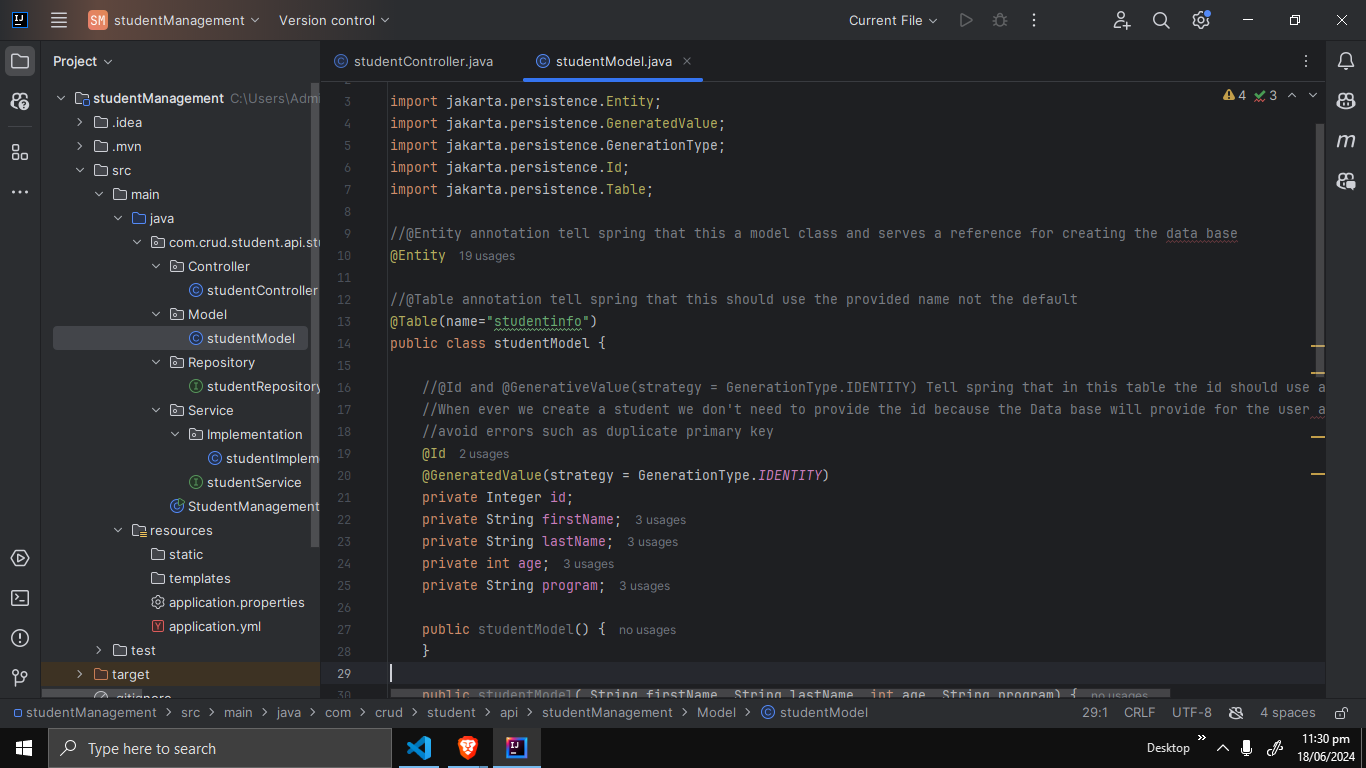 SM studentManagement Version control Current File
Project
studentController.java studentModel.java
studentManagement C:\Users\Admi
.idea
.mvn
src
main
java
com.crud.student.api.stu
Controller
studentController
Model
studentModel
Repository
studentRepository
Service
Implementation
studentImpleme
studentService
StudentManagement
resources
static
templates
application.properties
application.yml
test
target
.gitignore
4 3
3 import jakarta.persistence.Entity;
4 import jakarta.persistence.GeneratedValue;
5 import jakarta.persistence.GenerationType;
6 import jakarta.persistence.Id;
7 import jakarta.persistence.Table;
8
9 //@Entity annotation tell spring that this a model class and serves a reference for creating the data base
10 @Entity 19 usages
11
12 //@Table annotation tell spring that this should use the provided name not the default
13 @Table(name="studentinfo")
14 public class studentModel {
15
16 //@Id and @GenerativeValue(strategy = GenerationType.IDENTITY) Tell spring that in this table the id should use a
17 //When ever we create a student we don't need to provide the id because the Data base will provide for the user a
18 //avoid errors such as duplicate primary key
19 @Id 2 usages
20 @GeneratedValue(strategy = GenerationType.IDENTITY)
21 private Integer id;
22 private String firstName; 3 usages
23 private String lastName; 3 usages
24 private int age; 3 usages
25 private String program; 3 usages
26
27 public studentModel() { no usages
28 }
29
30 public studentModel( String firstName, String lastName, int age, String program) { no usages
studentManagement > src > main > java > com > crud > student > api > studentManagement > Model > studentModel 29:1 CRLF UTF-8 4 spaces
Type here to search
Desktop
11:30 pm
18/06/2024